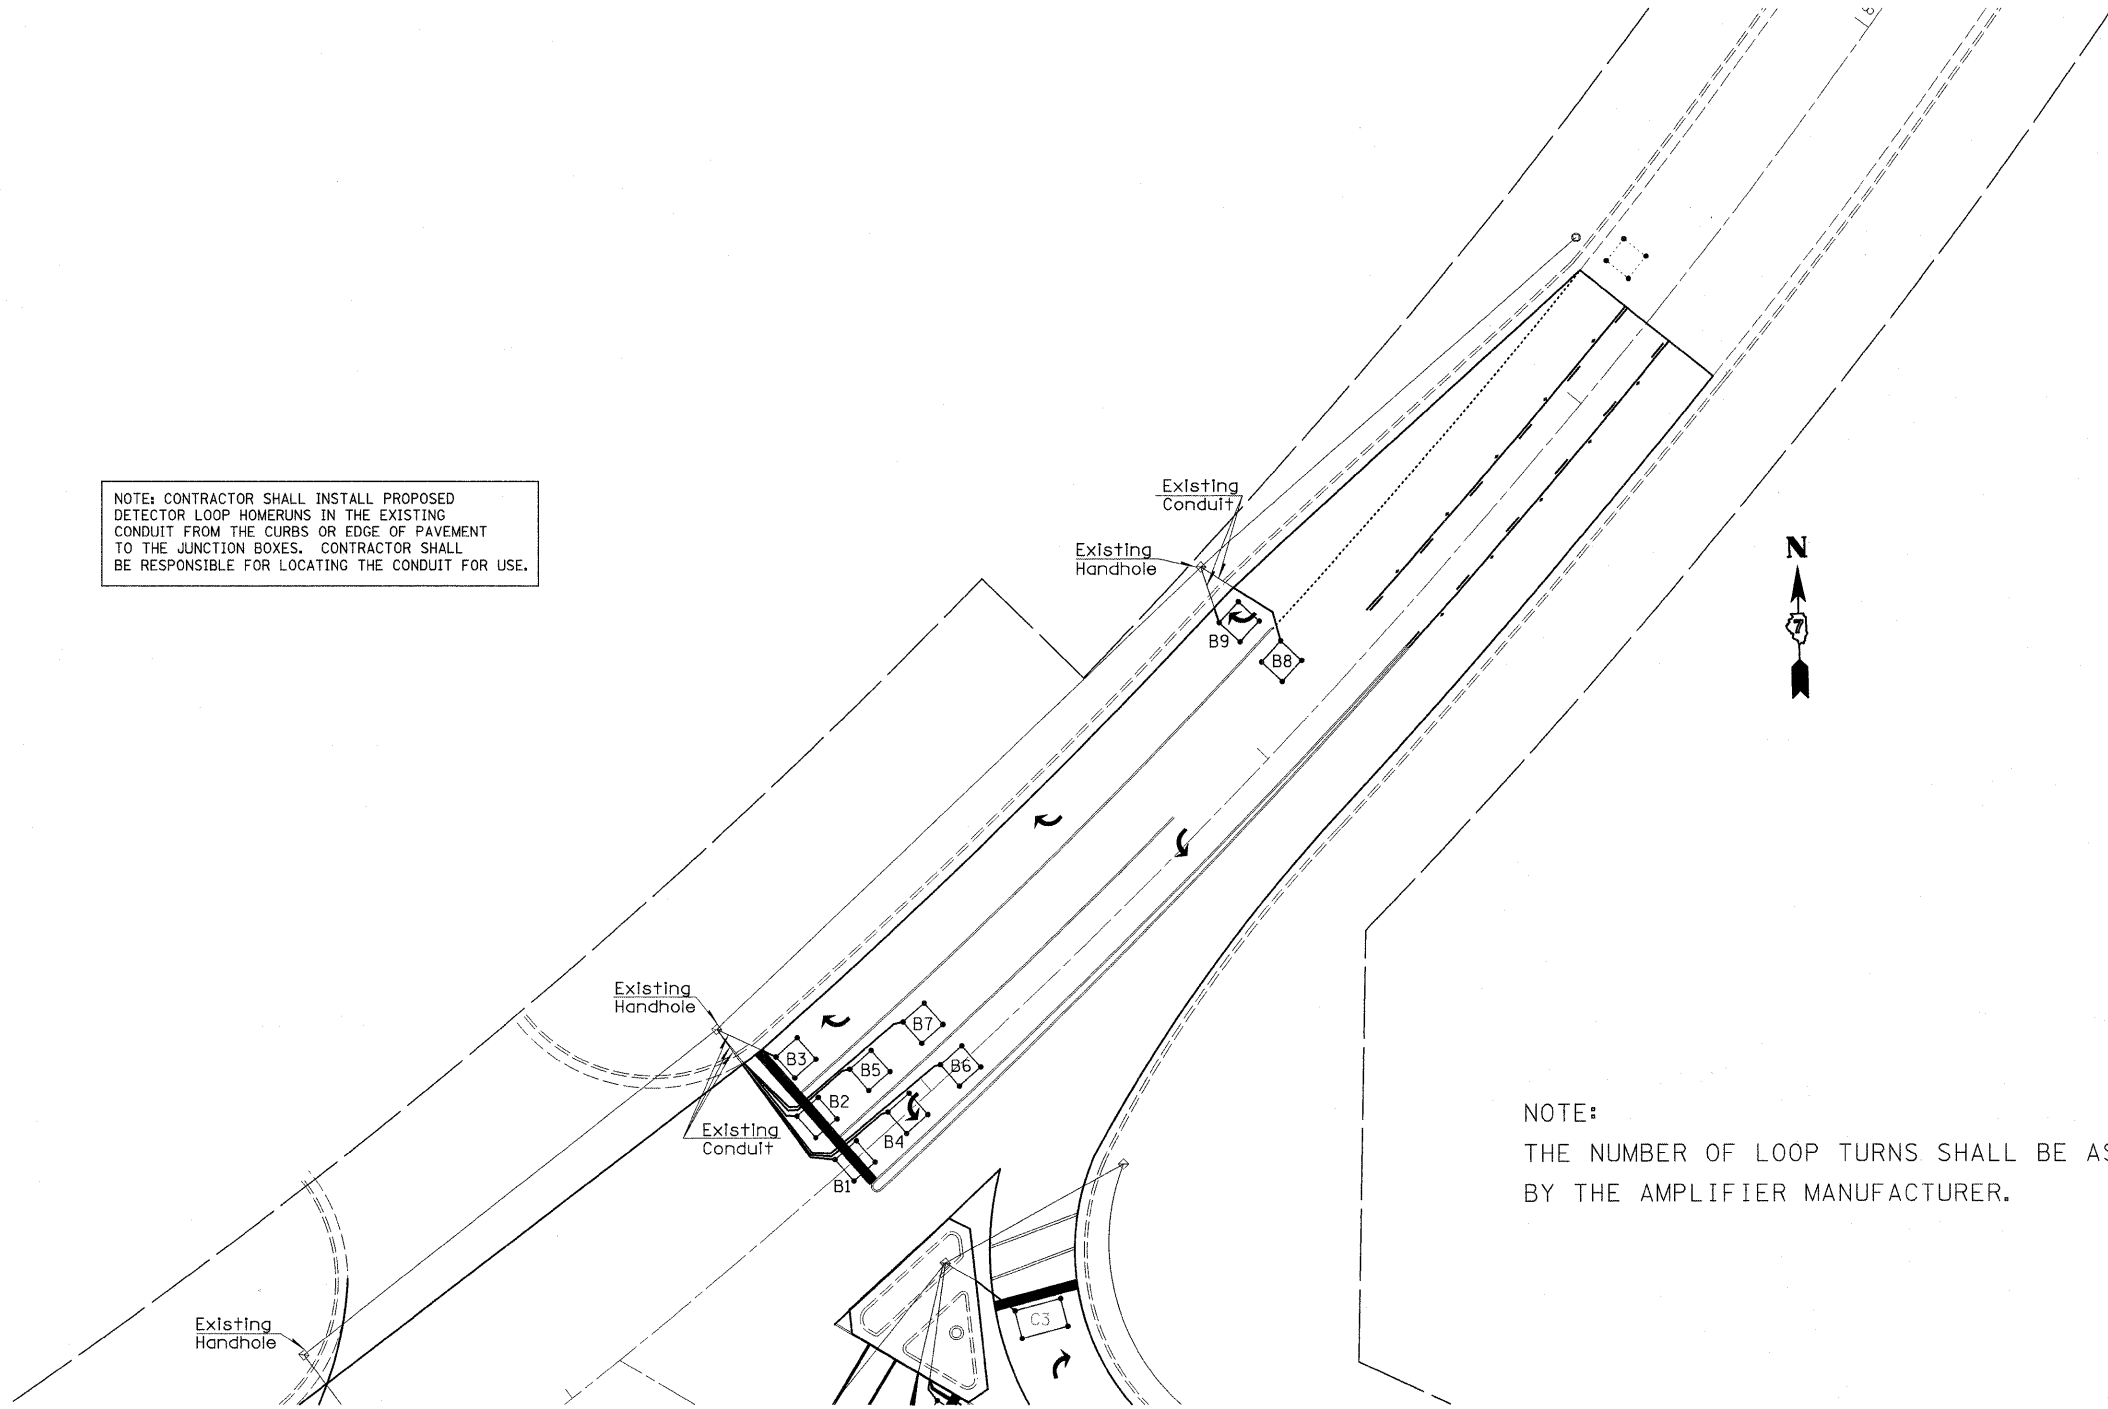 8
Existing
Conduit
NOTE: CONTRACTOR SHALL INSTALL PROPOSED
DETECTOR LOOP HOMERUNS IN THE EXISTING
CONDUIT FROM THE CURBS OR EDGE OF PAVEMENT
TO THE JUNCTION BOXES.  CONTRACTOR SHALL
BE RESPONSIBLE FOR LOCATING THE CONDUIT FOR USE.
Existing
Handhole
N
7
B9
B8
Existing
Handhole
B7
B3
B5
B6
B2
Existing
Conduit
B4
B1
NOTE:
THE NUMBER OF LOOP TURNS SHALL BE AS
BY THE AMPLIFIER MANUFACTURER.
C3
Existing
Handhole